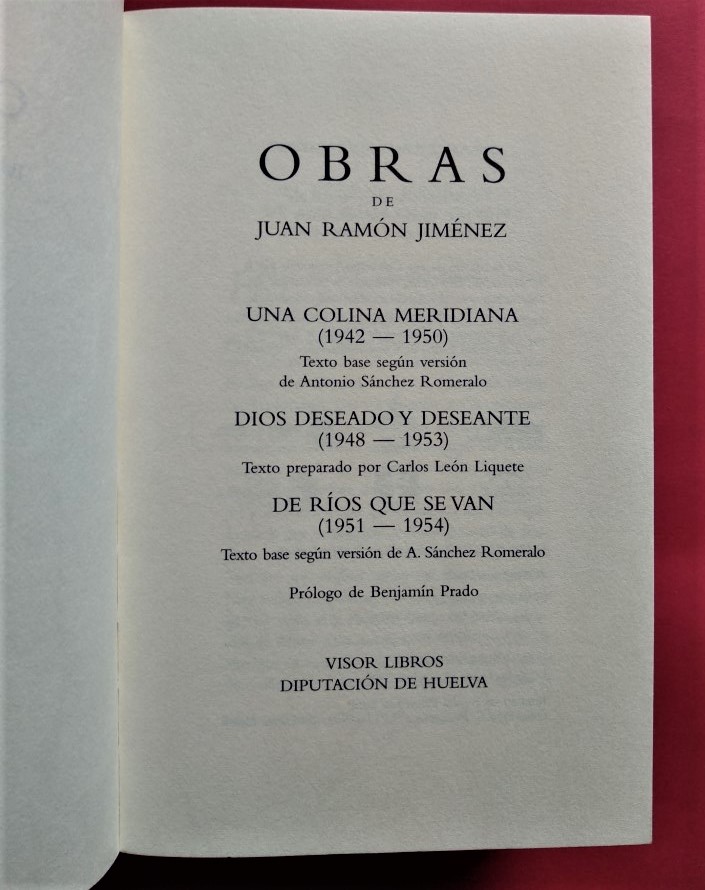 OBRAS
DE
JUAN RAMÓN JIMÉNEZ
UNA COLINA MERIDIANA
(1942 — 1950)
Texto base según versión
de Antonio Sánchez Romeralo
DIOS DESEADO Y DESEANTE
(1948 — 1953)
Texto preparado por Carlos León Liquete
DE RÍOS QUE SE VAN
(1951 — 1954)
Texto base según versión de A. Sánchez Romeralo
Prólogo de Benjamín Prado
VISOR LIBROS
DIPUTACIÓN DE HUELVA